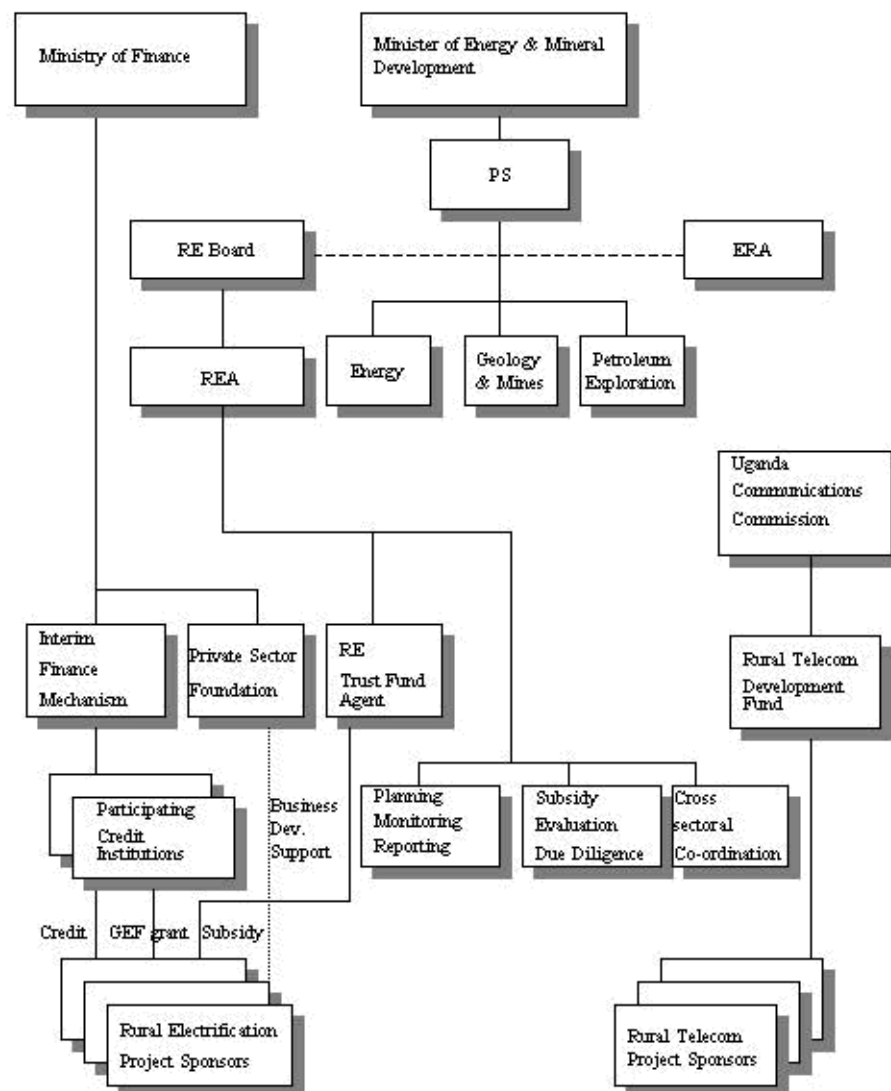 Ministry of Finance
Minister of Energy & Mineral
Development
PS
RE Board
ERA
REA
Energy
Geology
& Mines
Petroleum
Exploration
Uganda
Communications
Commission
Interim
Finance
Mechanism
Private Sector
Foundation
RE
Trust Fund
Agent
Rural Telecom
Development
Fund
Participating
Credit
Institutions
Business
Dev.
Support
Planning
Monitoring
Reporting
Subsidy
Evaluation
Due Diligence
Cross
sectoral
Co-ordination
Credit
GEF grant
Subsidy
Rural Electrification
Project Sponsors
Rural Telecom
Project Sponsors